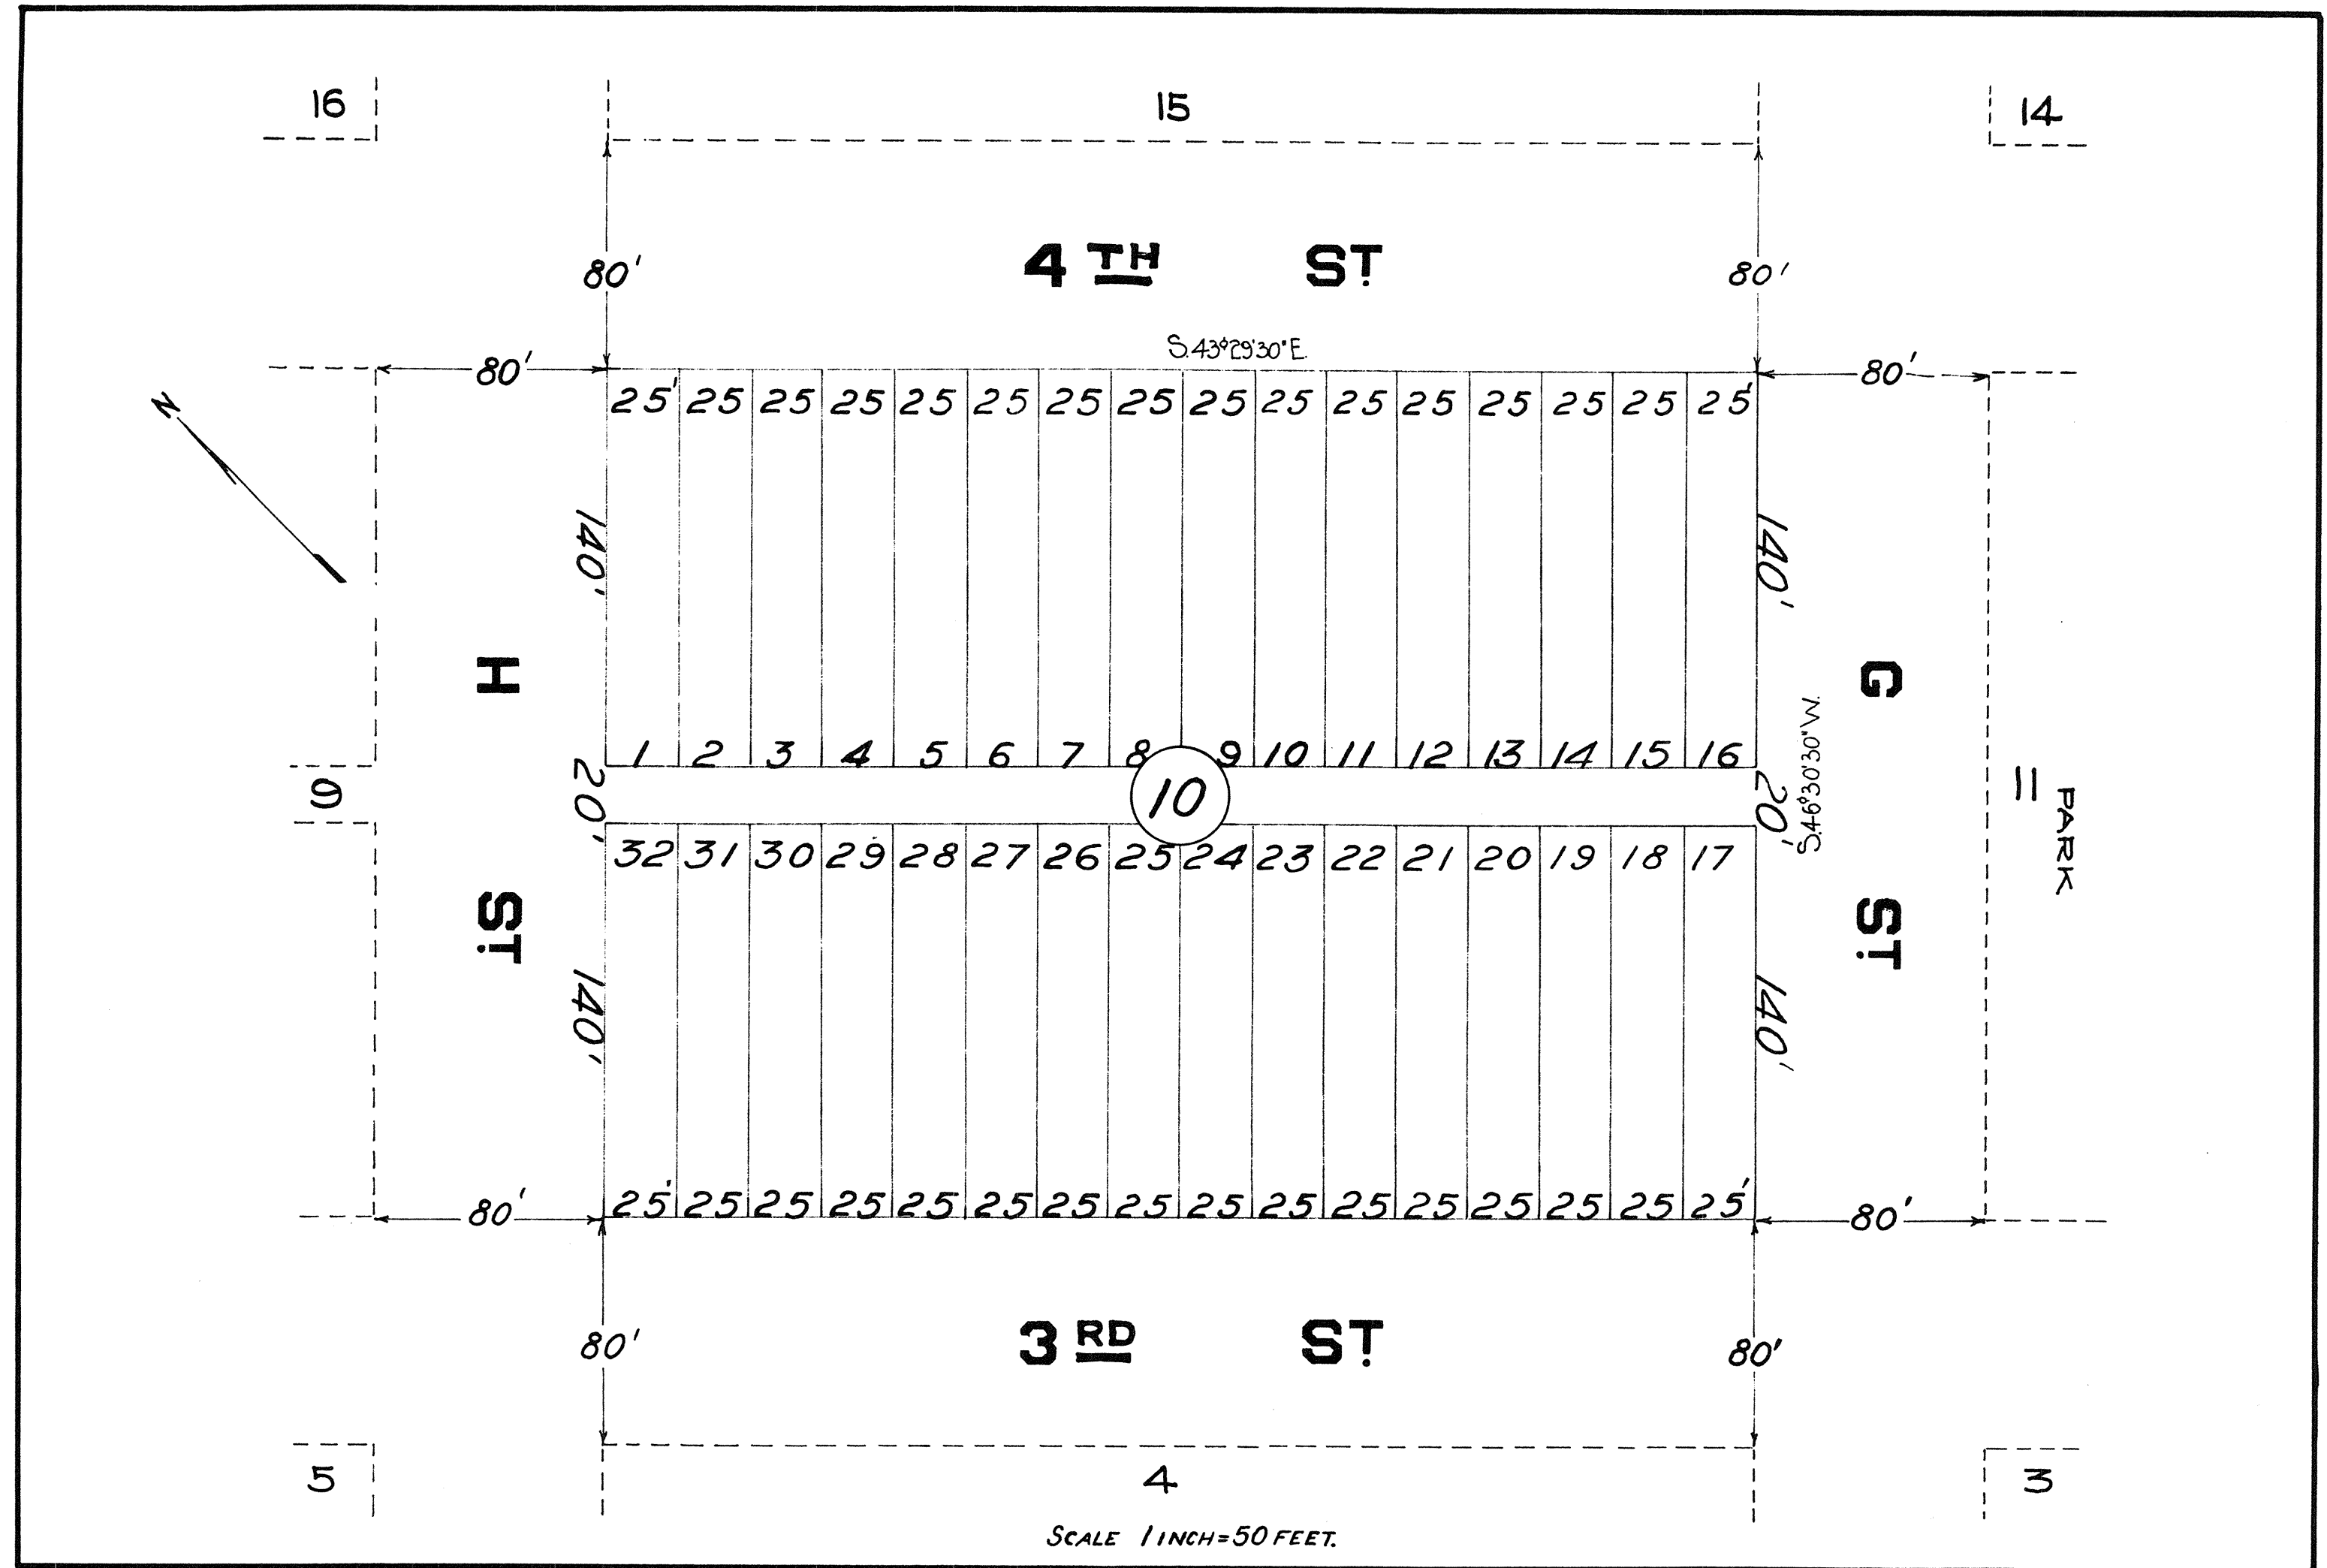 16 15 14
4TH ST.
80' 80'
S.43°29'30"E.
80' 80'
25' 25 25 25 25 25 25 25 25 25 25 25 25 25 25 25'
N
140' 140'
H ST.
G ST.
1 2 3 4 5 6 7 8 9 10 11 12 13 14 15 16
9
20'
10
20'
S.46°30'30"W.
11
PARK
32 31 30 29 28 27 26 25 24 23 22 21 20 19 18 17
140' 140'
25' 25 25 25 25 25 25 25 25 25 25 25 25 25 25 25'
80' 80'
3RD ST.
80' 80'
5 4 3
SCALE 1 INCH=50 FEET.